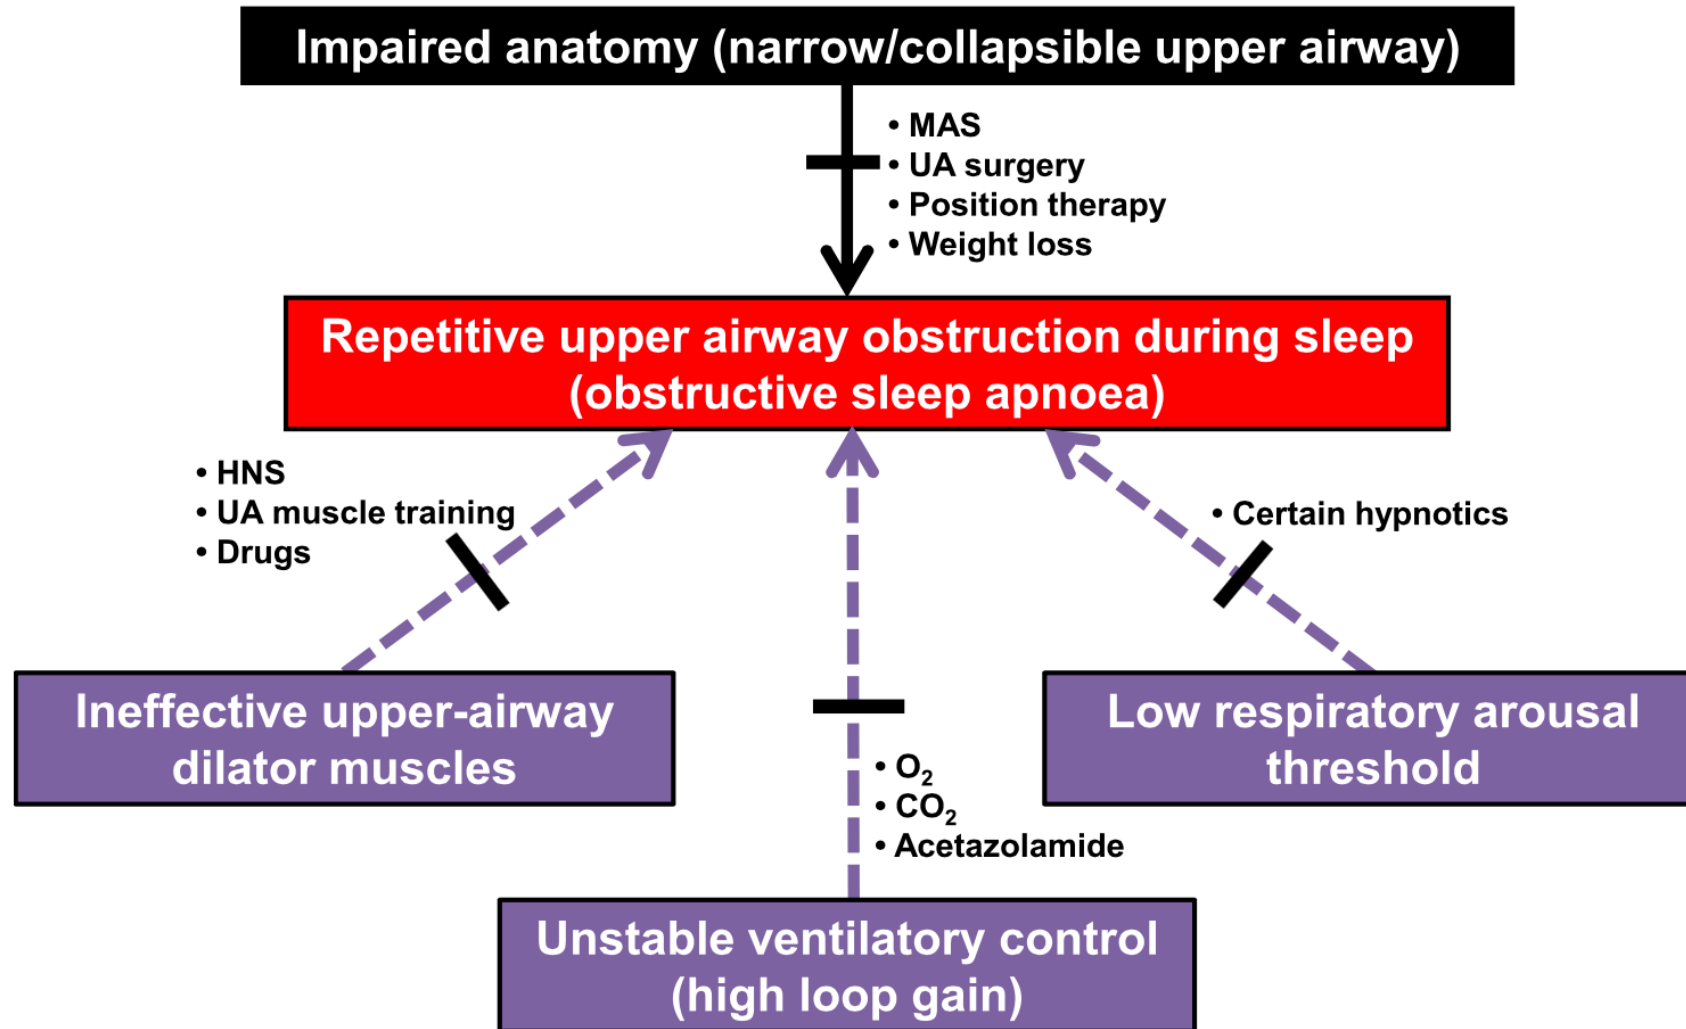 Impaired anatomy (narrow/collapsible upper airway)
• MAS
• UA surgery
• Position therapy
• Weight loss
Repetitive upper airway obstruction during sleep
(obstructive sleep apnoea)
• HNS
• UA muscle training
• Drugs
• Certain hypnotics
Ineffective upper-airway
dilator muscles
Low respiratory arousal
threshold
• O₂
• CO₂
• Acetazolamide
Unstable ventilatory control
(high loop gain)